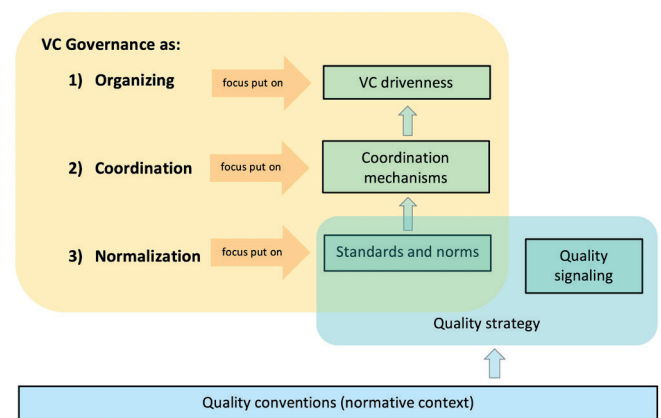 VC Governance as:
1) Organizing
focus put on
VC drivenness
2) Coordination
focus put on
Coordination
mechanisms
3) Normalization
focus put on
Standards and norms
Quality
signaling
Quality strategy
Quality conventions (normative context)